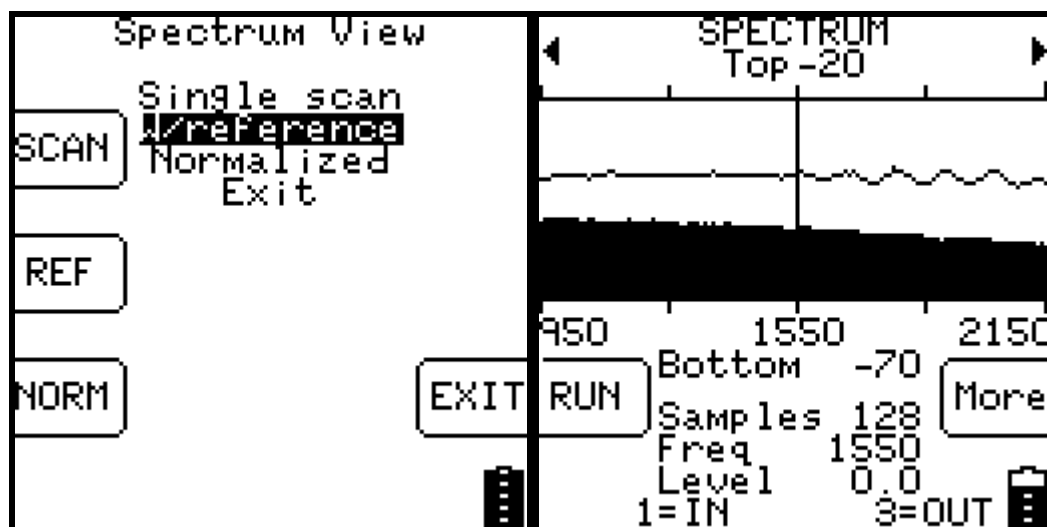 Spectrum View
Single scan
W/reference
Normalized
Exit
SCAN
REF
NORM
EXIT
SPECTRUM
Top -20
950 1550 2150
Bottom -70
RUN
More
Samples 128
Freq 1550
Level 0.0
1=IN 3=OUT